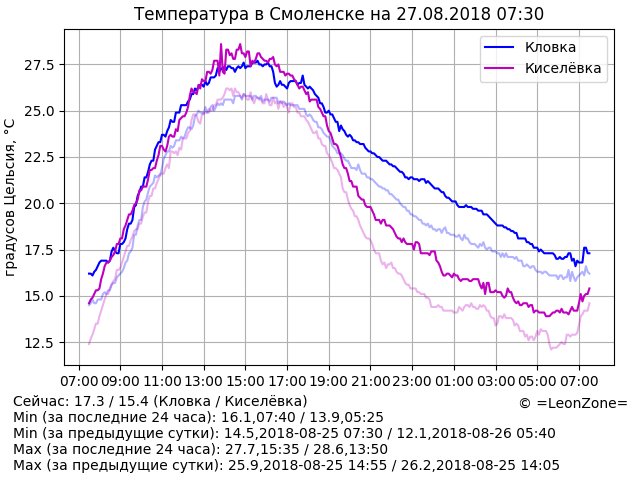 Температура в Смоленске на 27.08.2018 07:30
градусов Цельсия, °C
27.5
25.0
22.5
20.0
17.5
15.0
12.5
Кловка
Киселёвка
07:00 09:00 11:00 13:00 15:00 17:00 19:00 21:00 23:00 01:00 03:00 05:00 07:00
Сейчас: 17.3 / 15.4 (Кловка / Киселёвка)
© =LeonZone=
Min (за последние 24 часа): 16.1,07:40 / 13.9,05:25
Min (за предыдущие сутки): 14.5,2018-08-25 07:30 / 12.1,2018-08-26 05:40
Max (за последние 24 часа): 27.7,15:35 / 28.6,13:50
Max (за предыдущие сутки): 25.9,2018-08-25 14:55 / 26.2,2018-08-25 14:05